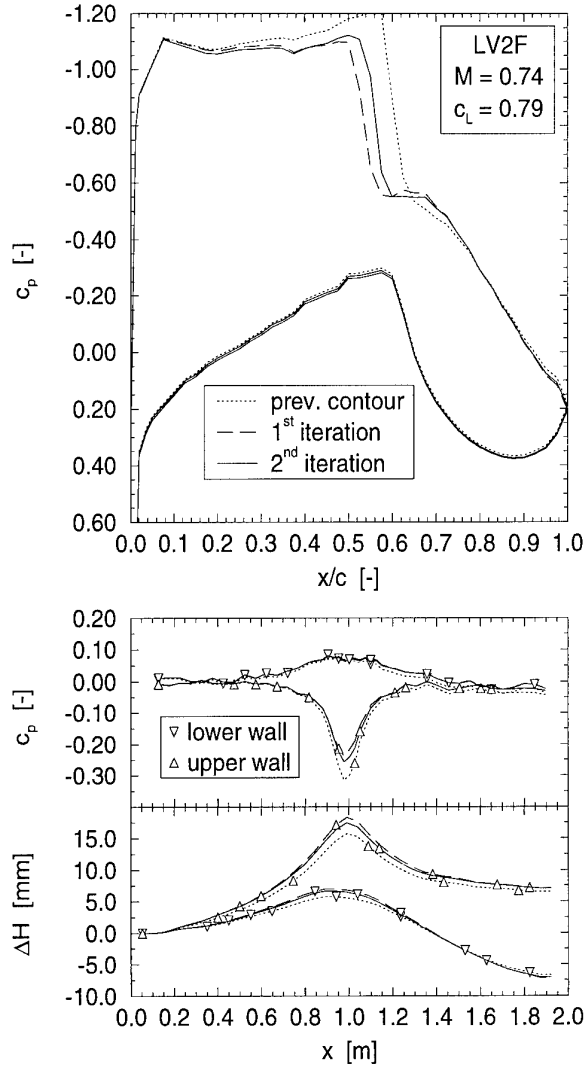 -1.20
-1.00
-0.80
-0.60
-0.40
-0.20
0.00
0.20
0.40
0.60
c_p [-]
LV2F
M = 0.74
c_L = 0.79
prev. contour
1^st iteration
2^nd iteration
0.0 0.1 0.2 0.3 0.4 0.5 0.6 0.7 0.8 0.9 1.0
x/c [-]
0.20
0.10
0.00
-0.10
-0.20
-0.30
c_p [-]
lower wall
upper wall
15.0
10.0
5.0
0.0
-5.0
-10.0
ΔH [mm]
0.0 0.2 0.4 0.6 0.8 1.0 1.2 1.4 1.6 1.8 2.0
x [m]